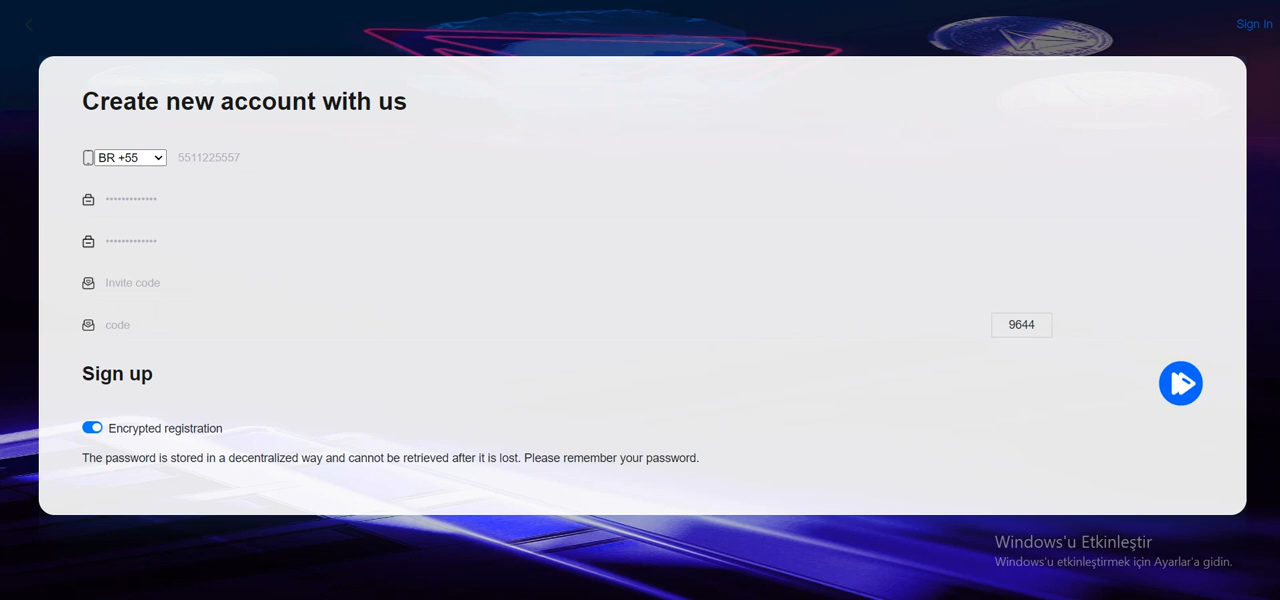 Sign In
Create new account with us
BR +55 5511225557
•••••••••••••
•••••••••••••
Invite code
code 9644
Sign up
Encrypted registration
The password is stored in a decentralized way and cannot be retrieved after it is lost. Please remember your password.
Windows'u Etkinleştir
Windows'u etkinleştirmek için Ayarlar'a gidin.